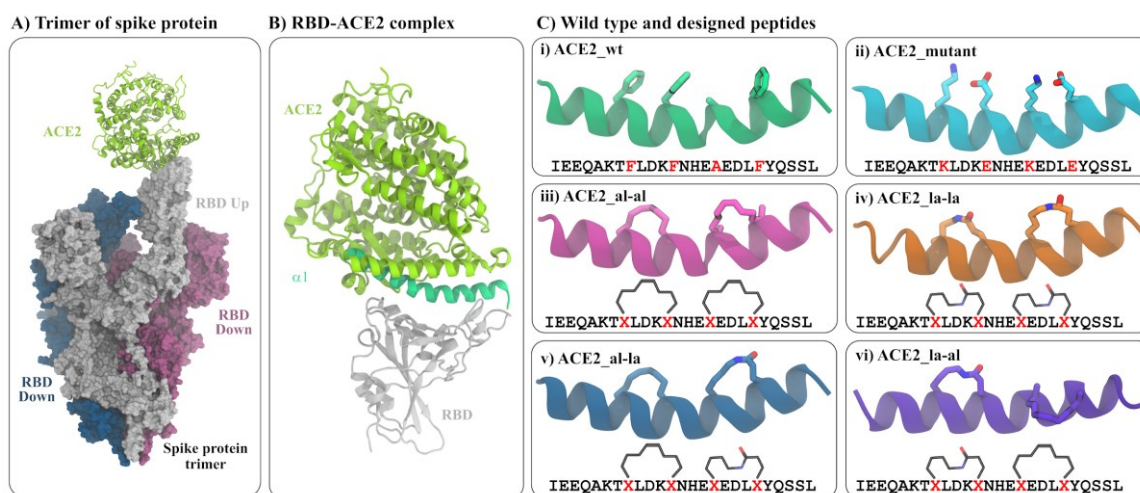 A) Trimer of spike protein
ACE2
RBD Up
RBD
Down
RBD
Down
Spike protein
trimer
B) RBD-ACE2 complex
ACE2
α1
RBD
C) Wild type and designed peptides
i) ACE2_wt
IEEQAKTFLDKFNHEAEDLFYQSSL
ii) ACE2_mutant
IEEQAKTKLDKENHEKEDLEYQSSL
iii) ACE2_al-al
IEEQAKTXLDKXNHEXEDLXYQSSL
iv) ACE2_la-la
IEEQAKTXLDKXNHEXEDLXYQSSL
v) ACE2_al-la
IEEQAKTXLDKXNHEXEDLXYQSSL
vi) ACE2_la-al
IEEQAKTXLDKXNHEXEDLXYQSSL